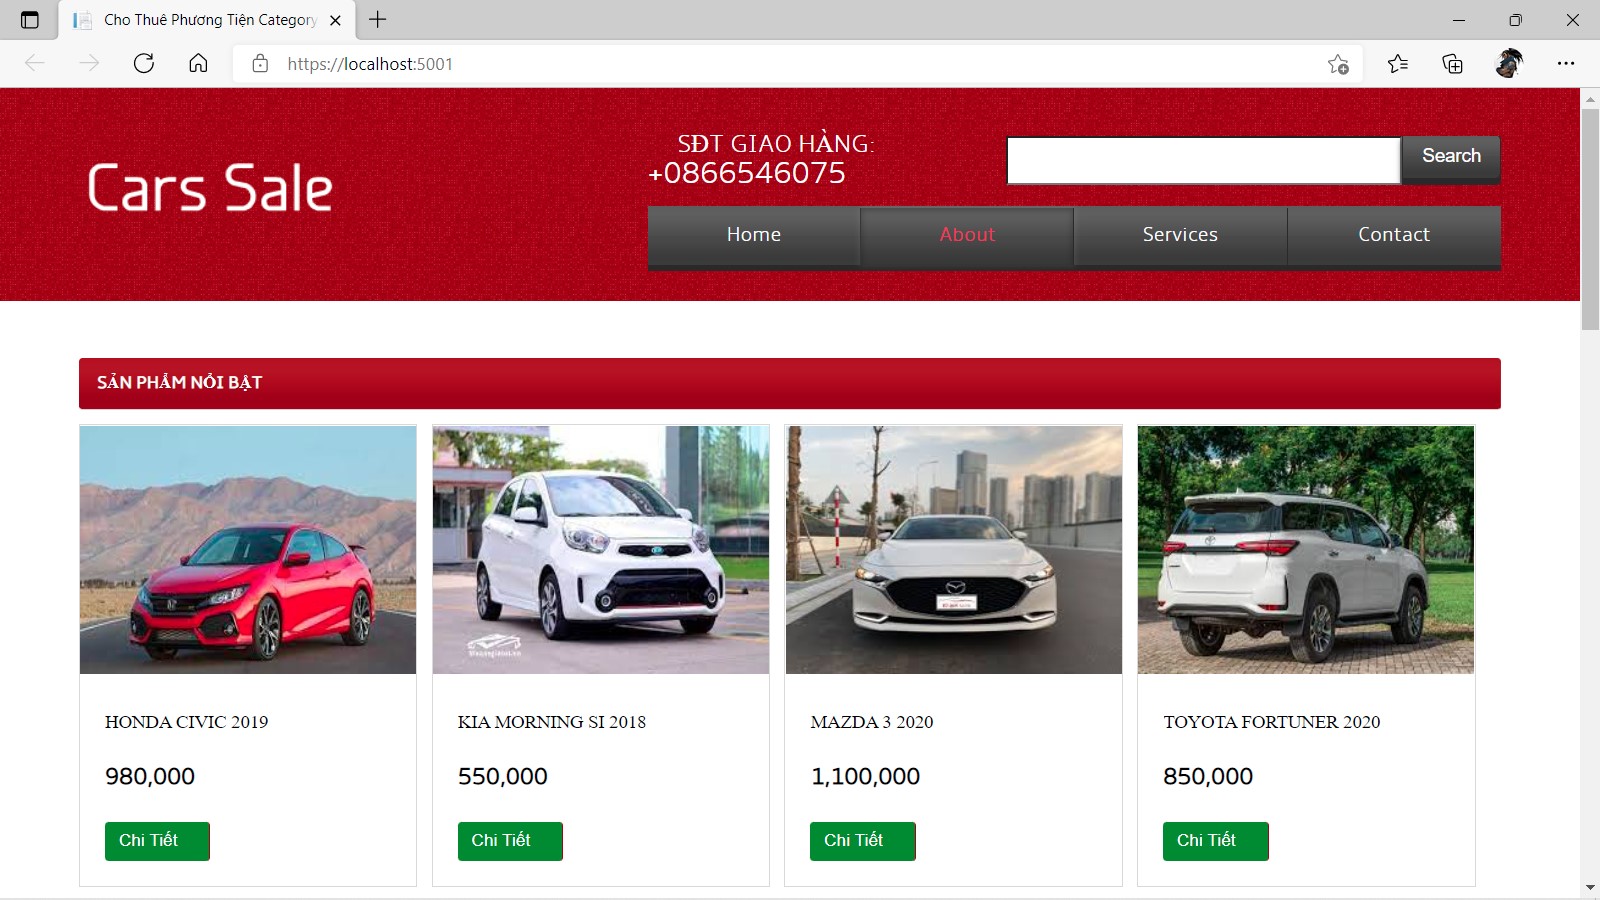 Cho Thuê Phương Tiện Category
https://localhost:5001
Cars Sale
SĐT GIAO HÀNG:
+0866546075
Search
Home
About
Services
Contact
SẢN PHẨM NỔI BẬT
HONDA CIVIC 2019
980,000
Chi Tiết
KIA MORNING SI 2018
550,000
Chi Tiết
MAZDA 3 2020
1,100,000
Chi Tiết
TOYOTA FORTUNER 2020
850,000
Chi Tiết